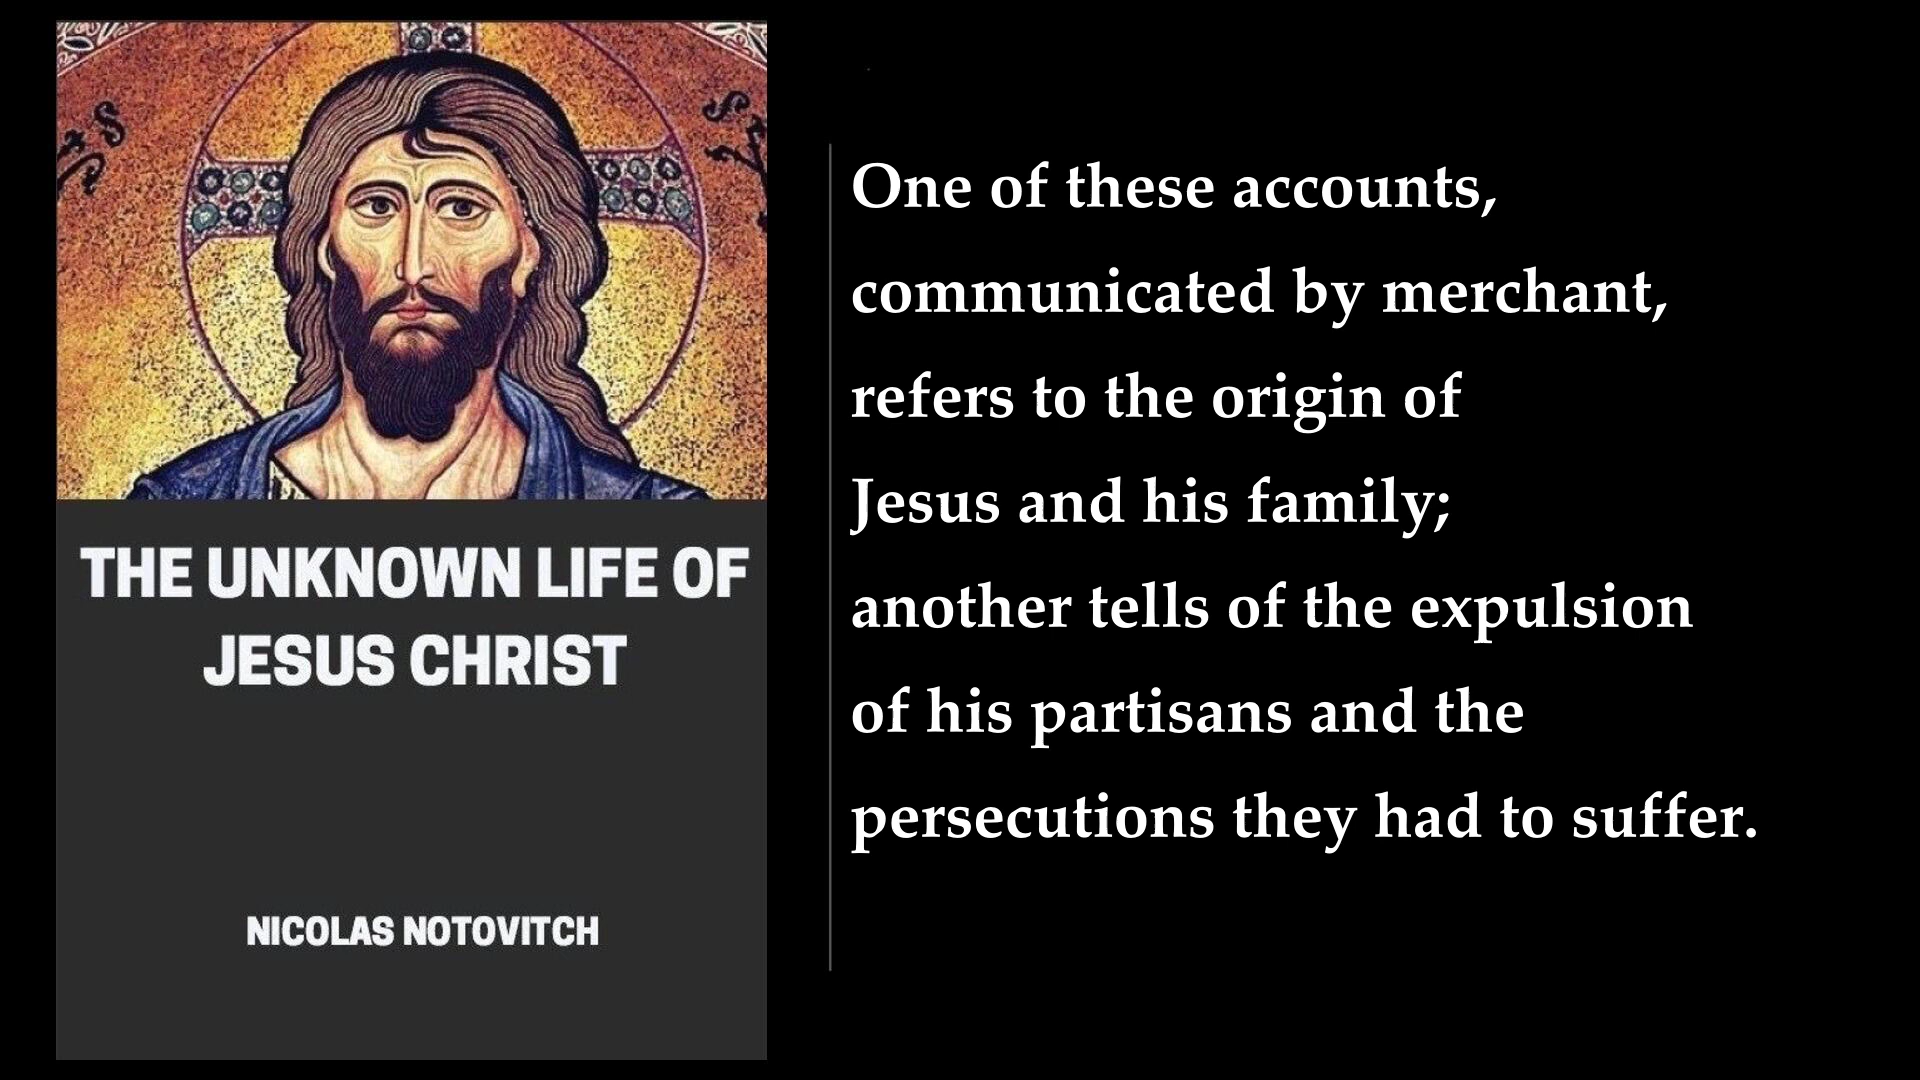 THE UNKNOWN LIFE OF
JESUS CHRIST
NICOLAS NOTOVITCH
One of these accounts,
communicated by merchant,
refers to the origin of
Jesus and his family;
another tells of the expulsion
of his partisans and the
persecutions they had to suffer.